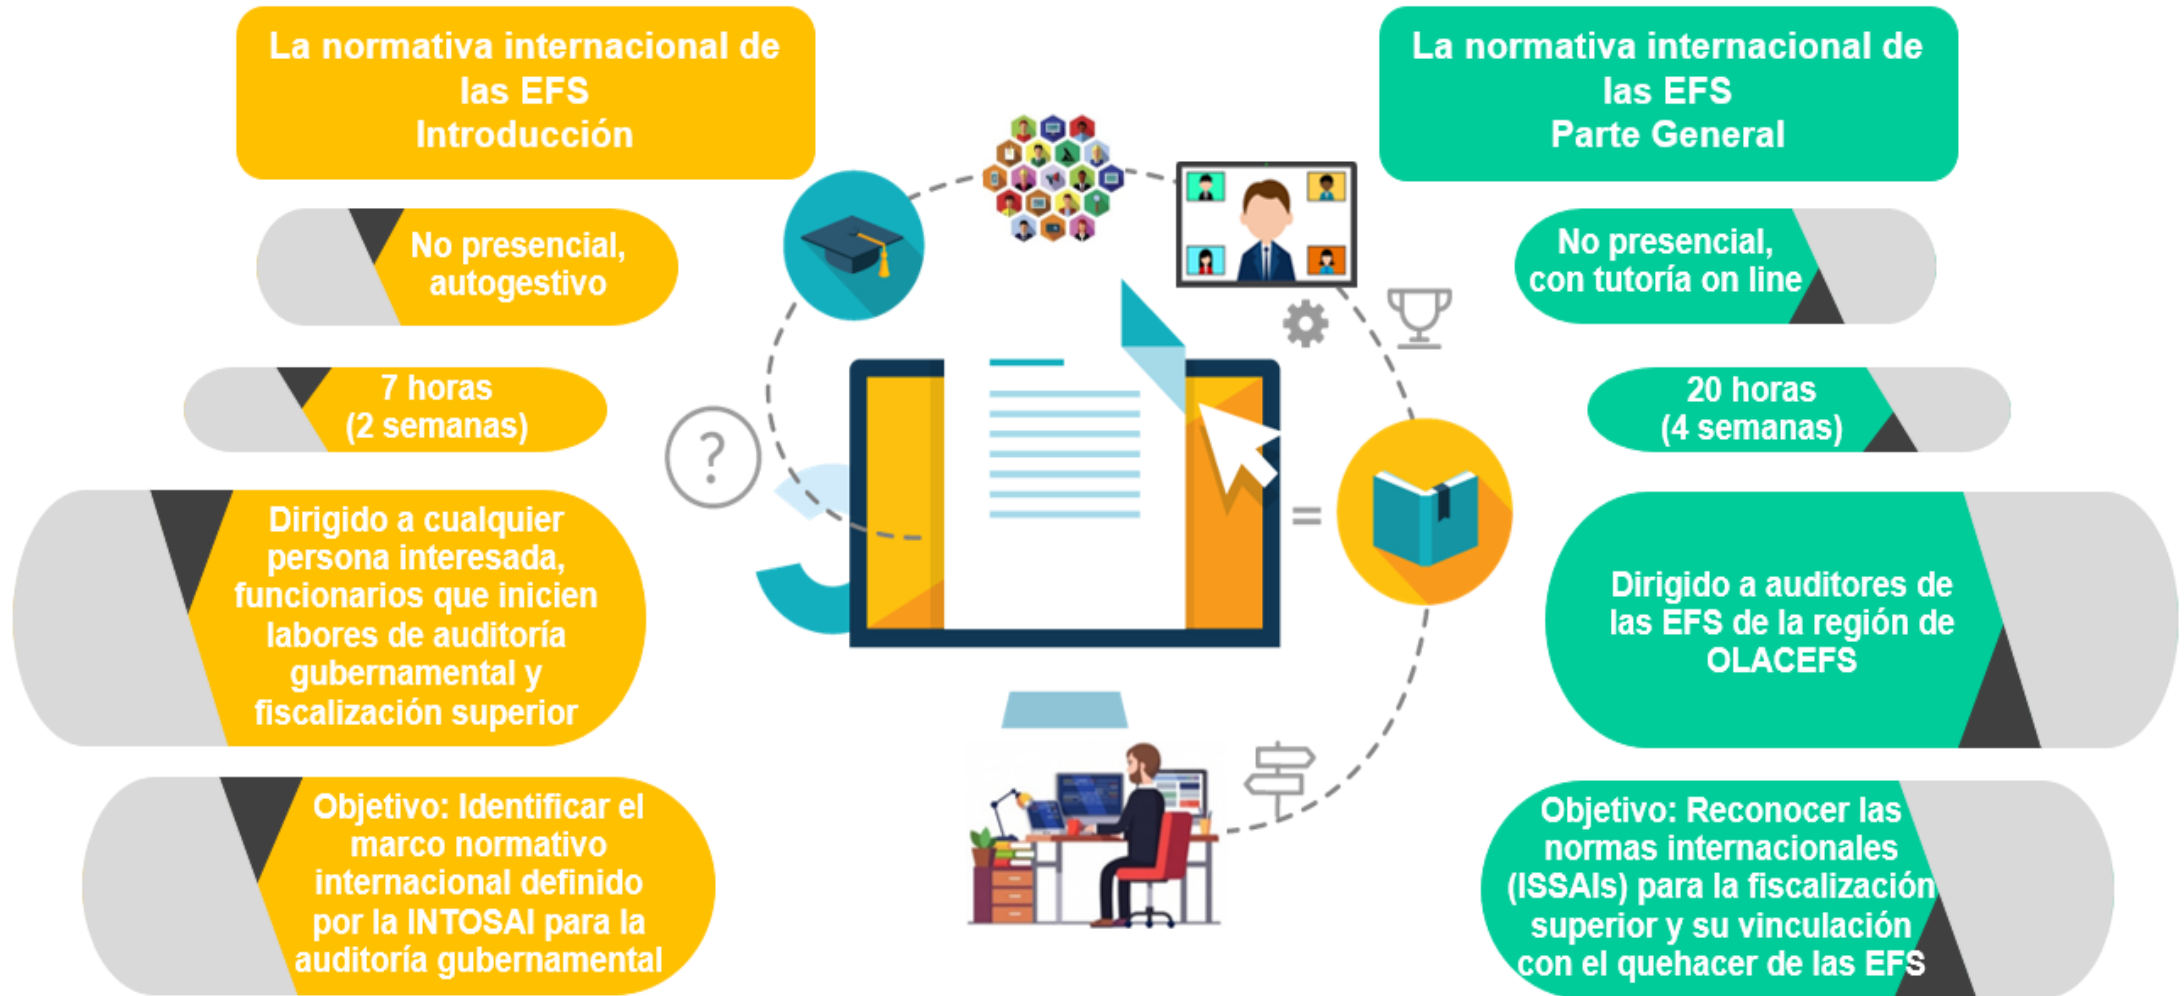 La normativa internacional de
las EFS
Introducción
No presencial,
autogestivo
7 horas
(2 semanas)
Dirigido a cualquier
persona interesada,
funcionarios que inicien
labores de auditoría
gubernamental y
fiscalización superior
Objetivo: Identificar el
marco normativo
internacional definido
por la INTOSAI para la
auditoría gubernamental
?
=
La normativa internacional de
las EFS
Parte General
No presencial,
con tutoría on line
20 horas
(4 semanas)
Dirigido a auditores de
las EFS de la región de
OLACEFS
Objetivo: Reconocer las
normas internacionales
(ISSAIs) para la fiscalización
superior y su vinculación
con el quehacer de las EFS